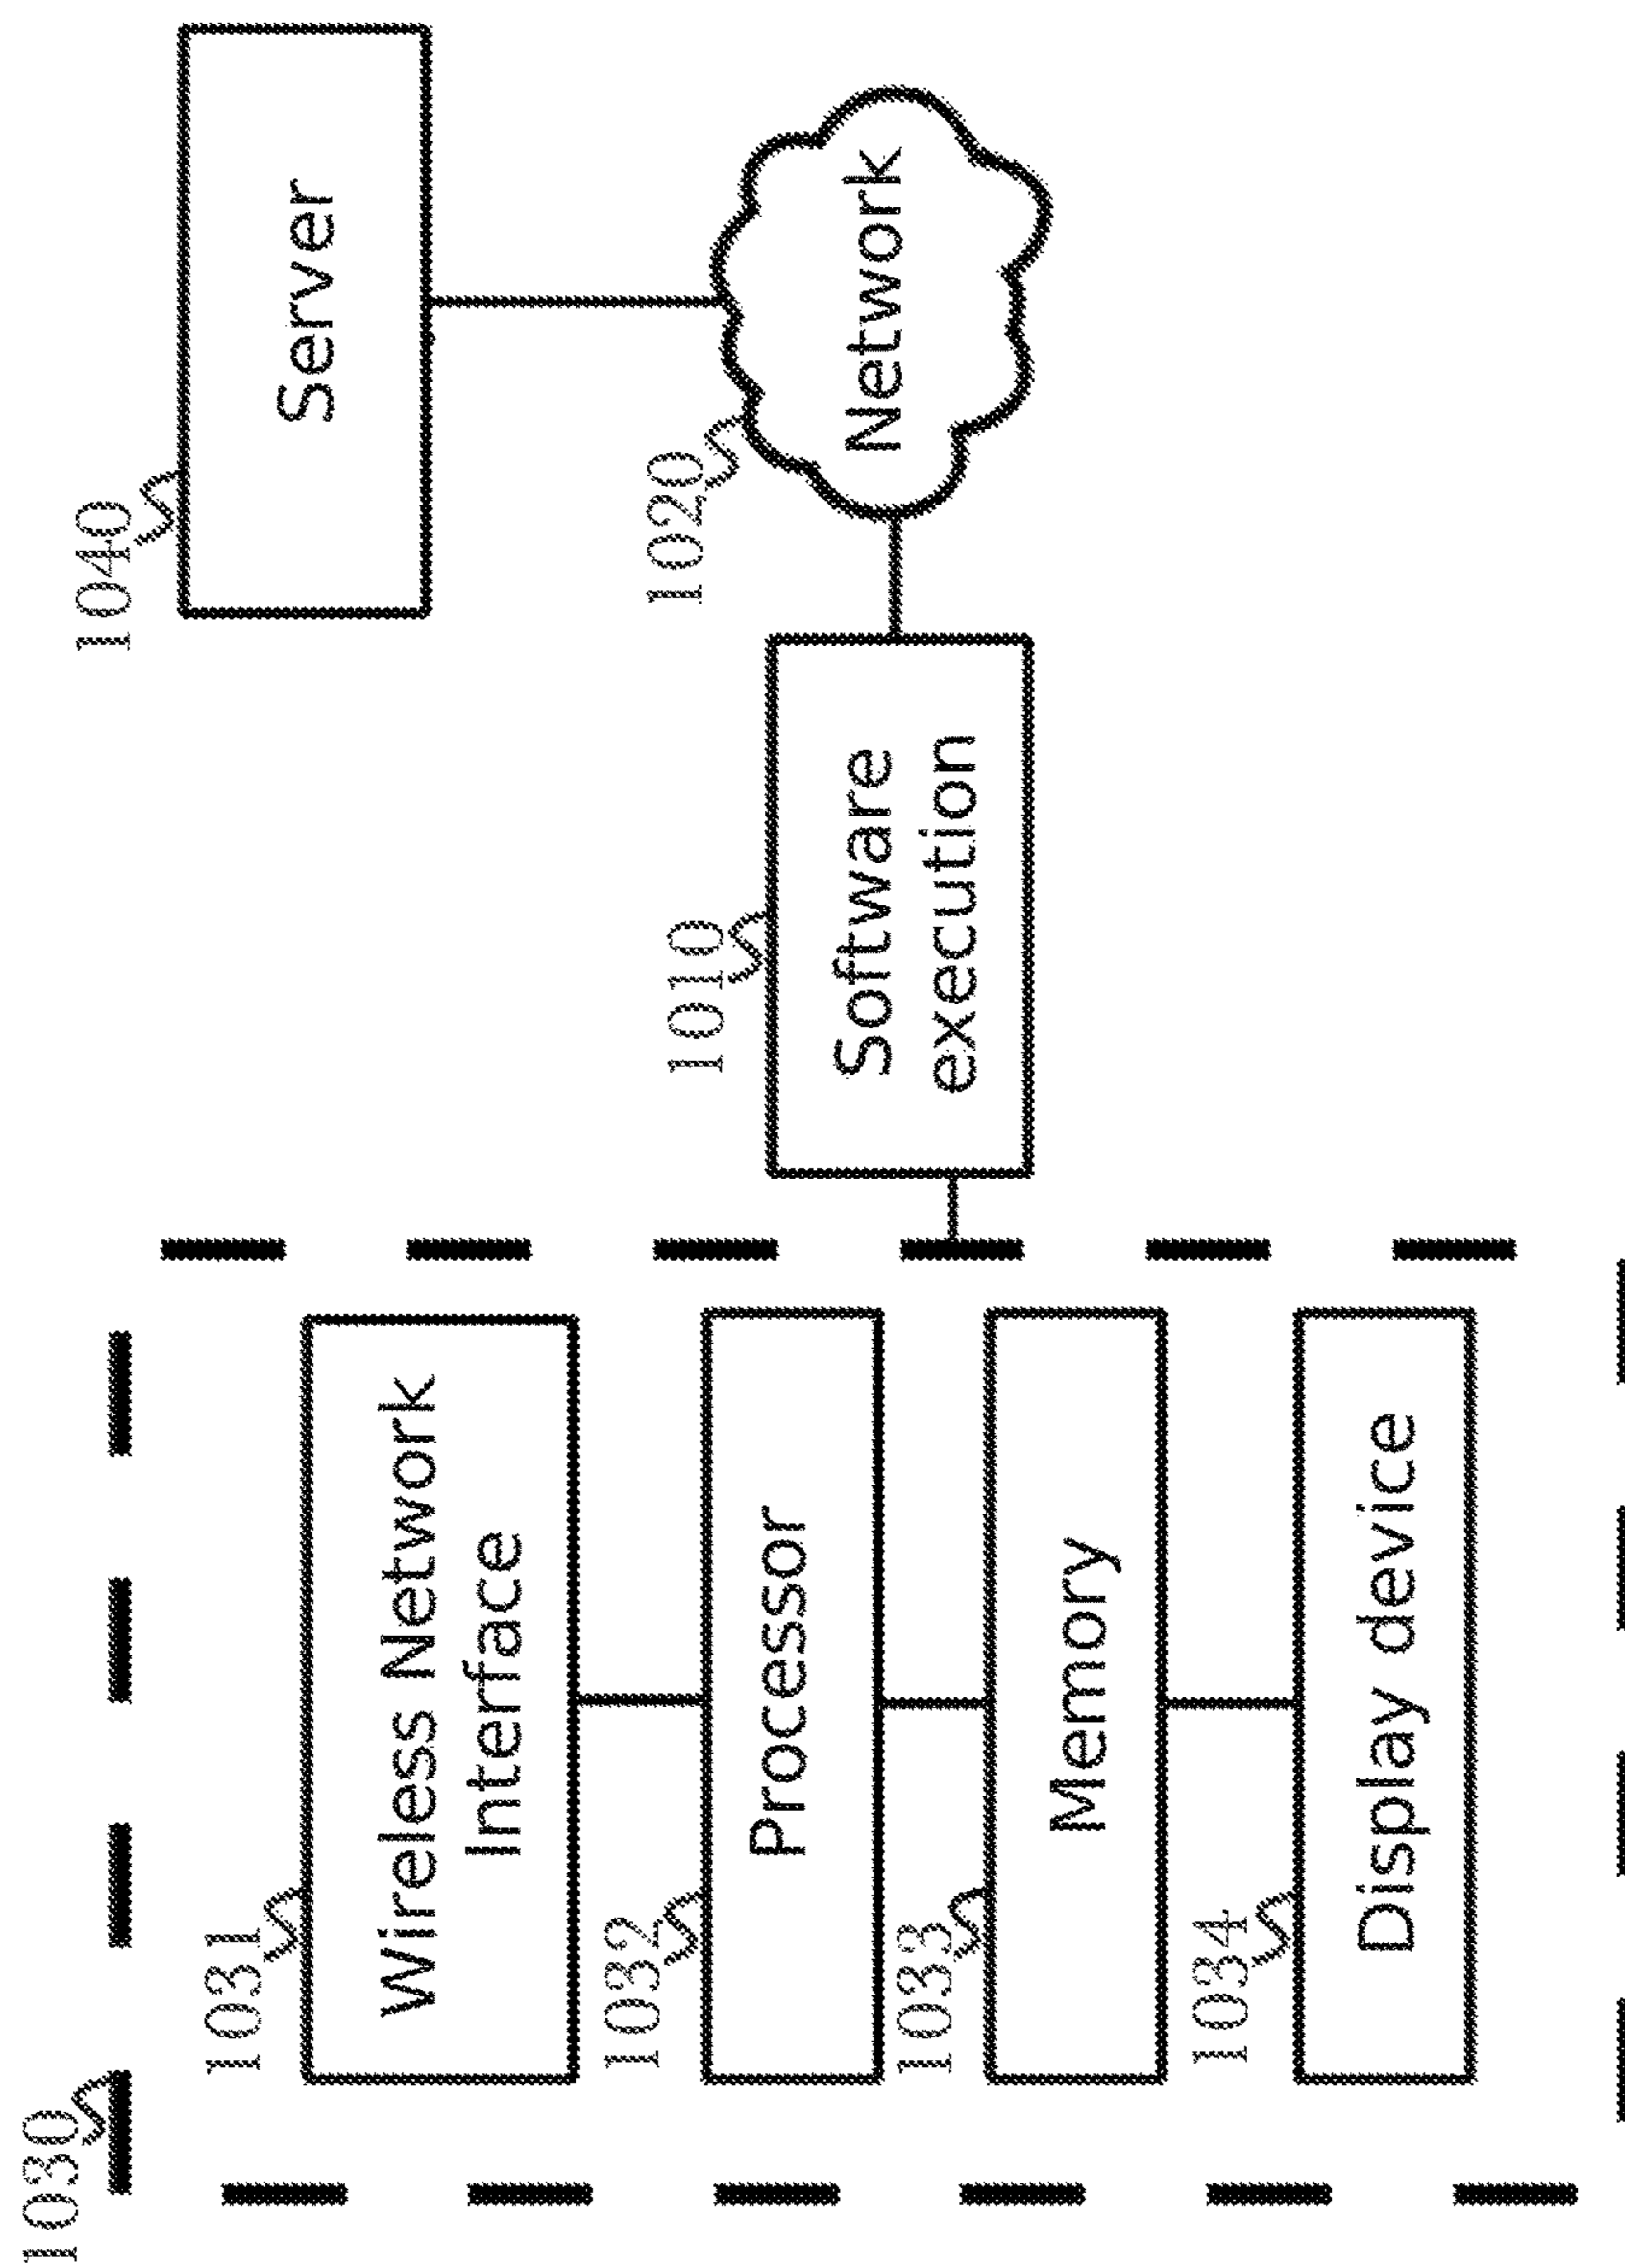 1030
1031
Wireless Network
Interface
1032
Processor
1033
Memory
1034
Display device
1010
Software
execution
1020
Network
1040
Server